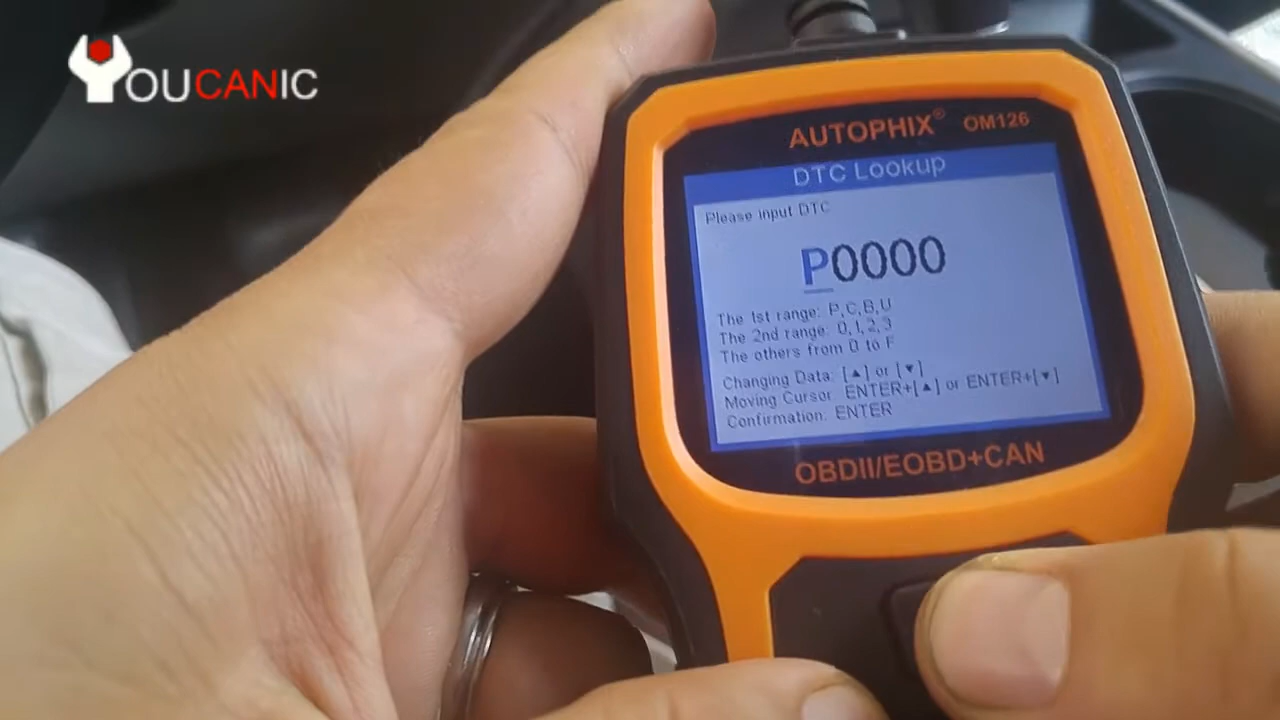 YOUCANIC
AUTOPHIX® OM126
DTC Lookup
Please input DTC
P0000
The 1st range: P,C,B,U
The 2nd range: 0,1,2,3
The others from 0 to F
Changing Data: [▲] or [▼]
Moving Cursor: ENTER+[▲] or ENTER+[▼]
Confirmation: ENTER
OBDII/EOBD+CAN